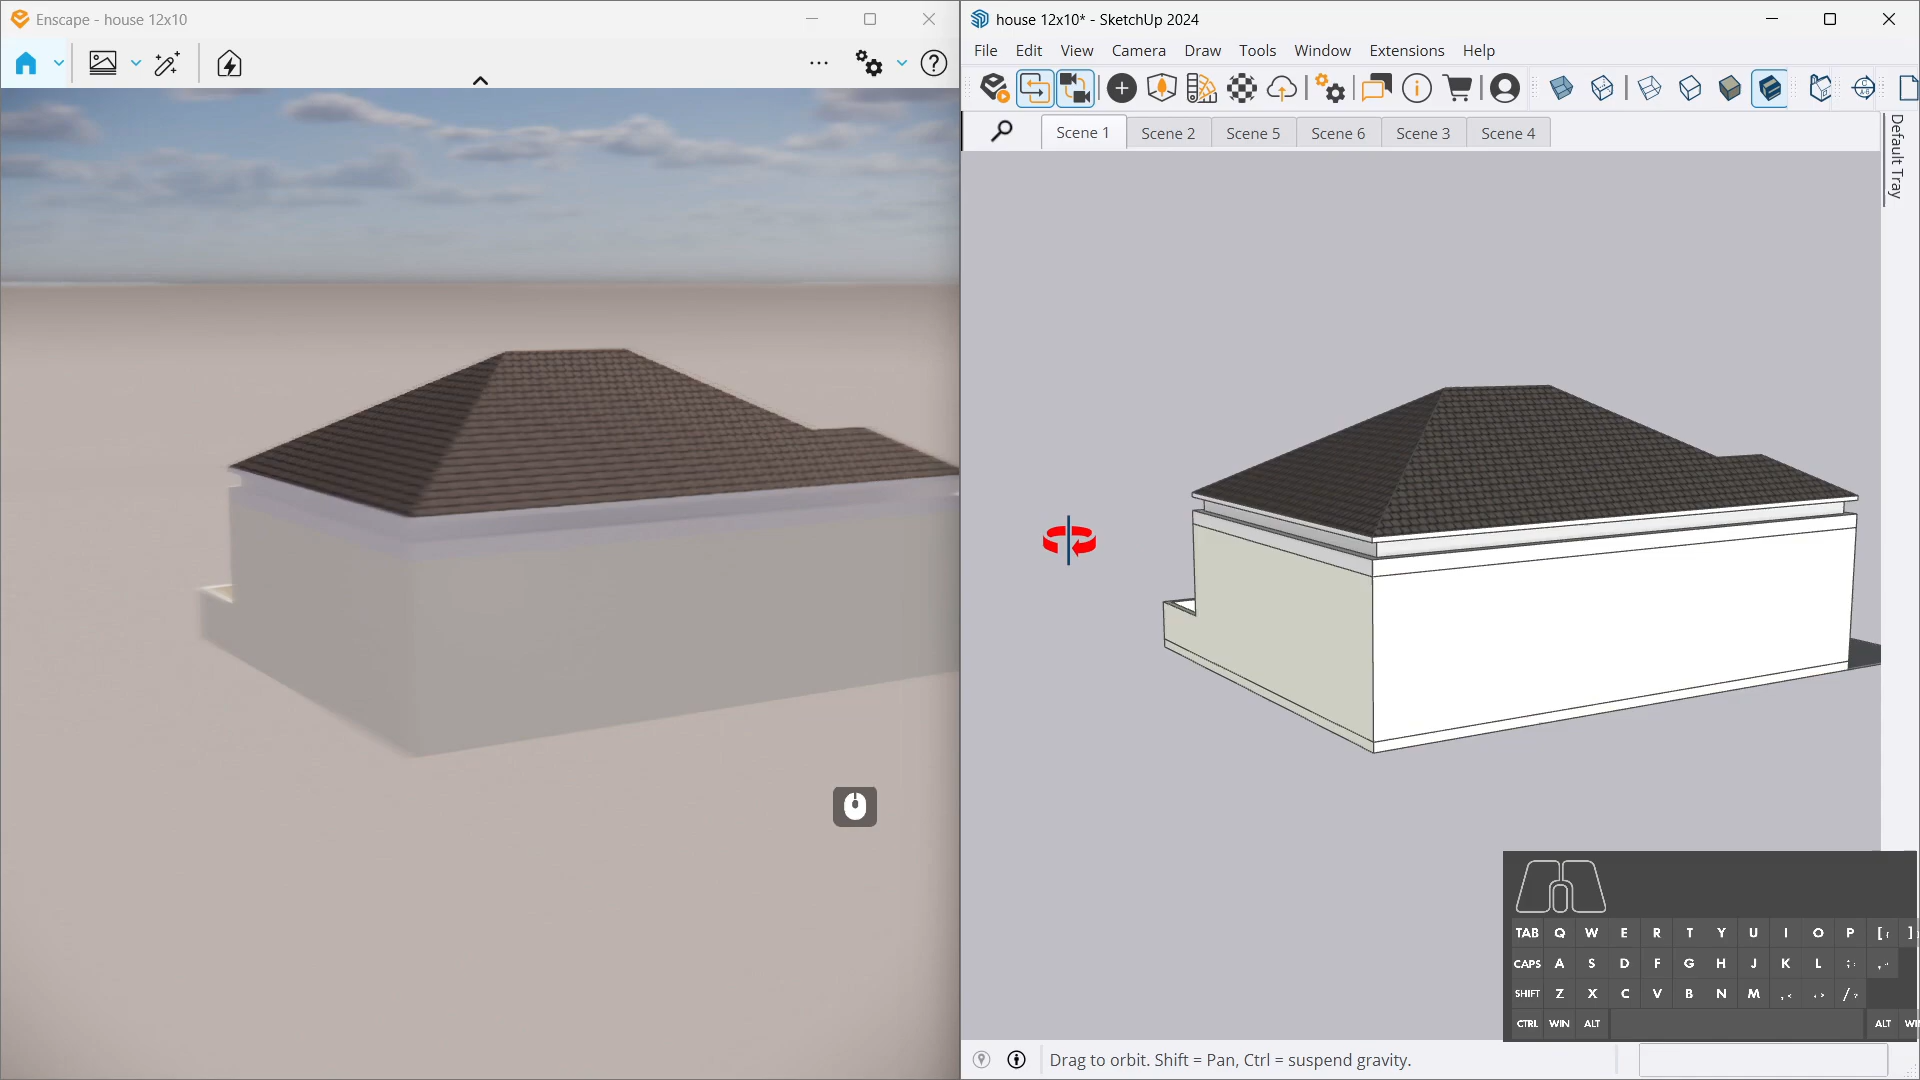 Enscape - house 12x10
house 12x10* - SketchUp 2024
File Edit View Camera Draw Tools Window Extensions Help
Scene 1 Scene 2 Scene 5 Scene 6 Scene 3 Scene 4
Default Tray
TAB Q W E R T Y U I O P [ ]
CAPS A S D F G H J K L ;
SHIFT Z X C V B N M , < /
CTRL WIN ALT ALT WI
Drag to orbit. Shift = Pan, Ctrl = suspend gravity.